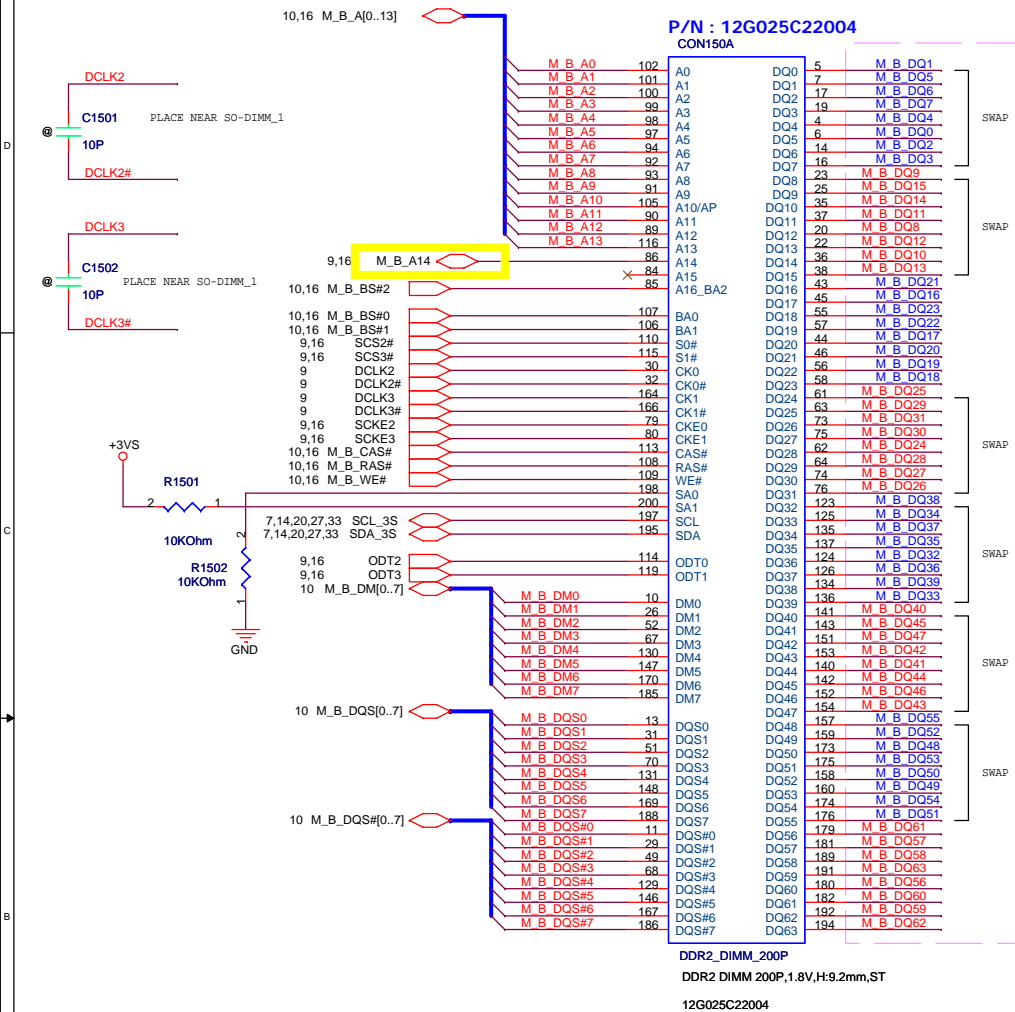 10,16 M_B_A[0..13]
P/N : 12G025C22004
CON150A
DCLK2
C1501
PLACE NEAR SO-DIMM_1
@
10P
DCLK2#
DCLK3
C1502
PLACE NEAR SO-DIMM_1
@
10P
DCLK3#
M_B_A0 102 A0 DQ0 5 M_B_DQ1
M_B_A1 101 A1 DQ1 7 M_B_DQ5
M_B_A2 100 A2 DQ2 17 M_B_DQ6
M_B_A3 99 A3 DQ3 19 M_B_DQ7
M_B_A4 98 A4 DQ4 4 M_B_DQ4 SWAP
M_B_A5 97 A5 DQ5 6 M_B_DQ0
M_B_A6 94 A6 DQ6 14 M_B_DQ2
M_B_A7 92 A7 DQ7 16 M_B_DQ3
M_B_A8 93 A8 DQ8 23 M_B_DQ9
M_B_A9 91 A9 DQ9 25 M_B_DQ15
M_B_A10 105 A10/AP DQ10 35 M_B_DQ14
M_B_A11 90 A11 DQ11 37 M_B_DQ11
M_B_A12 89 A12 DQ12 20 M_B_DQ8 SWAP
M_B_A13 116 A13 DQ13 22 M_B_DQ12
9,16 M_B_A14 86 A14 DQ14 36 M_B_DQ10
84 A15 DQ15 38 M_B_DQ13
10,16 M_B_BS#2 85 A16_BA2 DQ16 43 M_B_DQ21
DQ17 45 M_B_DQ16
10,16 M_B_BS#0 107 BA0 DQ18 55 M_B_DQ23
10,16 M_B_BS#1 106 BA1 DQ19 57 M_B_DQ22
9,16 SCS2# 110 S0# DQ20 44 M_B_DQ17
9,16 SCS3# 115 S1# DQ21 46 M_B_DQ20
9 DCLK2 30 CK0 DQ22 56 M_B_DQ19
9 DCLK2# 32 CK0# DQ23 58 M_B_DQ18
9 DCLK3 164 CK1 DQ24 61 M_B_DQ25
9 DCLK3# 166 CK1# DQ25 63 M_B_DQ29
9,16 SCKE2 79 CKE0 DQ26 73 M_B_DQ31
9,16 SCKE3 80 CKE1 DQ27 75 M_B_DQ30
10,16 M_B_CAS# 113 CAS# DQ28 62 M_B_DQ24 SWAP
10,16 M_B_RAS# 108 RAS# DQ29 64 M_B_DQ28
10,16 M_B_WE# 109 WE# DQ30 74 M_B_DQ27
198 SA0 DQ31 76 M_B_DQ26
200 SA1 DQ32 123 M_B_DQ38
7,14,20,27,33 SCL_3S 197 SCL DQ33 125 M_B_DQ34
7,14,20,27,33 SDA_3S 195 SDA DQ34 135 M_B_DQ37
DQ35 137 M_B_DQ35
9,16 ODT2 114 ODT0 DQ36 124 M_B_DQ32 SWAP
9,16 ODT3 119 ODT1 DQ37 126 M_B_DQ36
10 M_B_DM[0..7] DQ38 134 M_B_DQ39
M_B_DM0 10 DM0 DQ39 136 M_B_DQ33
M_B_DM1 26 DM1 DQ40 141 M_B_DQ40
M_B_DM2 52 DM2 DQ41 143 M_B_DQ45
M_B_DM3 67 DM3 DQ42 151 M_B_DQ47
M_B_DM4 130 DM4 DQ43 153 M_B_DQ42
M_B_DM5 147 DM5 DQ44 140 M_B_DQ41 SWAP
M_B_DM6 170 DM6 DQ45 142 M_B_DQ44
M_B_DM7 185 DM7 DQ46 152 M_B_DQ46
10 M_B_DQS[0..7] DQ47 154 M_B_DQ43
M_B_DQS0 13 DQS0 DQ48 157 M_B_DQ55
M_B_DQS1 31 DQS1 DQ49 159 M_B_DQ52
M_B_DQS2 51 DQS2 DQ50 173 M_B_DQ48
M_B_DQS3 70 DQS3 DQ51 175 M_B_DQ53
M_B_DQS4 131 DQS4 DQ52 158 M_B_DQ50 SWAP
M_B_DQS5 148 DQS5 DQ53 160 M_B_DQ49
M_B_DQS6 169 DQS6 DQ54 174 M_B_DQ54
M_B_DQS7 188 DQS7 DQ55 176 M_B_DQ51
10 M_B_DQS#[0..7]
M_B_DQS#0 11 DQS#0 DQ56 179 M_B_DQ61
M_B_DQS#1 29 DQS#1 DQ57 181 M_B_DQ57
M_B_DQS#2 49 DQS#2 DQ58 189 M_B_DQ58
M_B_DQS#3 68 DQS#3 DQ59 191 M_B_DQ63
M_B_DQS#4 129 DQS#4 DQ60 180 M_B_DQ56
M_B_DQS#5 146 DQS#5 DQ61 182 M_B_DQ60
M_B_DQS#6 167 DQS#6 DQ62 192 M_B_DQ59
M_B_DQS#7 186 DQS#7 DQ63 194 M_B_DQ62
+3VS
R1501
2 1
10KOhm
2
R1502
10KOhm
1
GND
D
C
B
DDR2_DIMM_200P
DDR2 DIMM 200P,1.8V,H:9.2mm,ST
12G025C22004